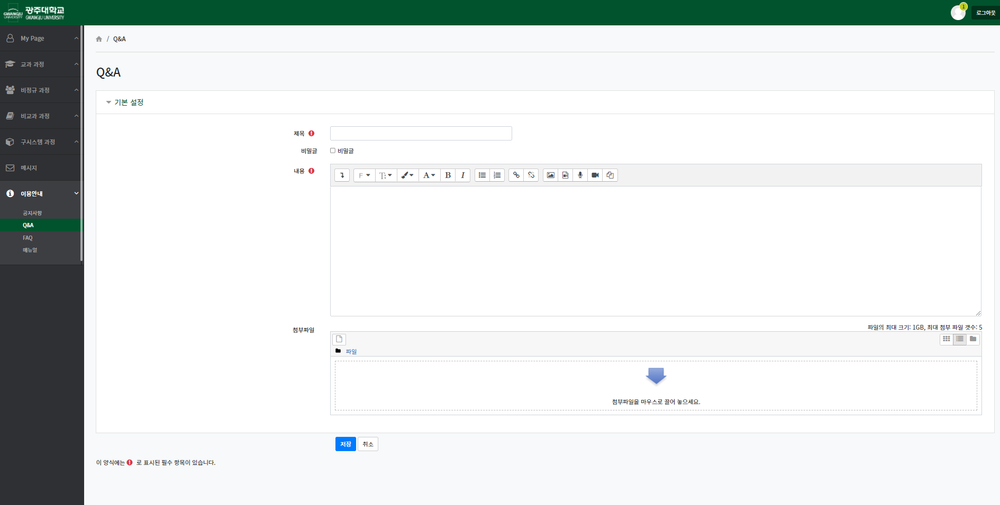 GWANGJU
UNIVERSITY
광주대학교
GWANGJU UNIVERSITY
1
로그아웃
My Page
교과 과정
비정규 과정
비교과 과정
구시스템 과정
메시지
이용안내
공지사항
Q&A
FAQ
매뉴얼
/ Q&A
Q&A
기본 설정
제목
비밀글
비밀글
내용
F
T
A
B
I
첨부파일
파일의 최대 크기: 1GB, 최대 첨부 파일 갯수: 5
파일
첨부파일을 마우스로 끌어 놓으세요.
저장
취소
이 양식에는 로 표시된 필수 항목이 있습니다.